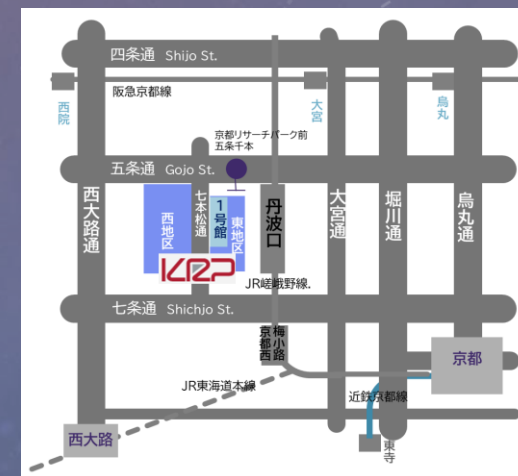 四条通 Shijo St.
阪急京都線
西院
大宮
烏丸
京都リサーチパーク前
五条千本
五条通 Gojo St.
西大路通
西地区
七本松通
1号館
東地区
丹波口
大宮通
堀川通
烏丸通
KRP
JR嵯峨野線.
七条通 Shichjo St.
梅小路
京都西
京都
JR東海道本線
近鉄京都線
西大路
東寺